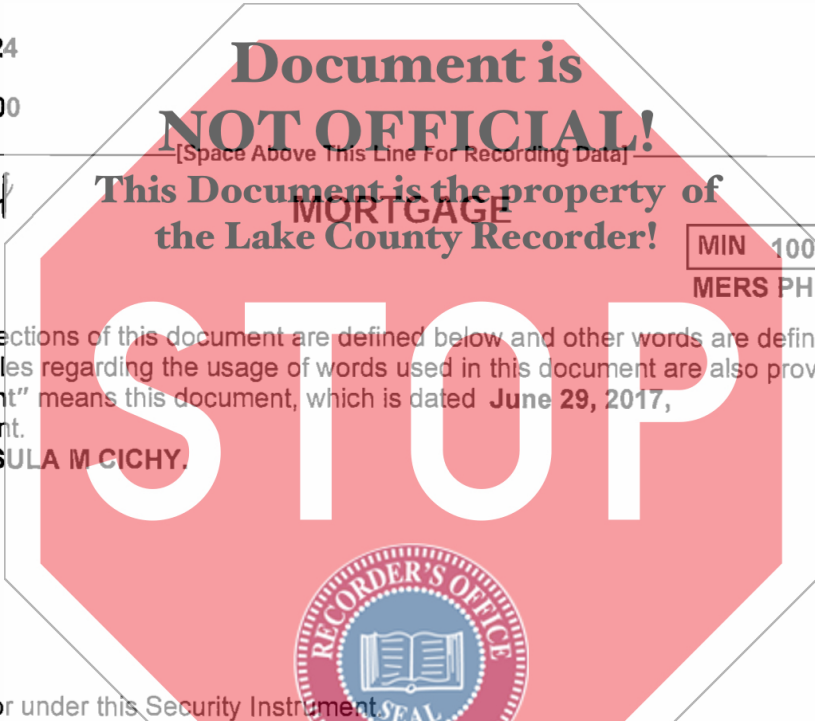 24
Document is
00
NOT OFFICIAL!
[Space Above This Line For Recording Data]
This Document is the property of
MORTGAGE
the Lake County Recorder!
MIN 100
MERS PH
STOP
ections of this document are defined below and other words are defin
les regarding the usage of words used in this document are also prov
nt" means this document, which is dated June 29, 2017,
nt.
SULA M CICHY.
RECORDER'S OFFICE
SEAL
or under this Security Instrument